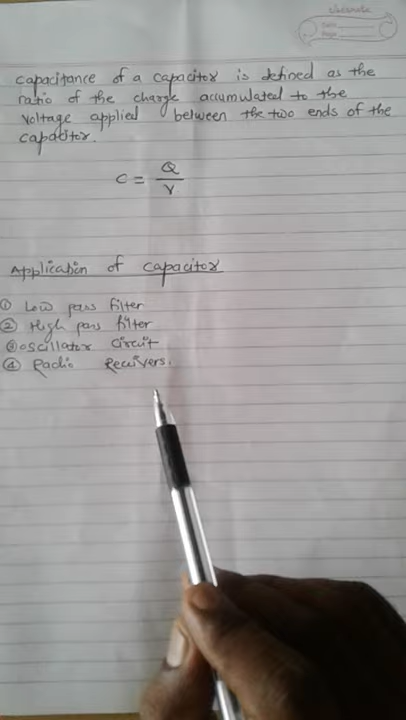 capacitance of a capacitor is defined as the
ratio of the charge accumulated to the
voltage applied between the two ends of the
capacitor.
C = Q/V
Application of capacitor
① Low pass filter
② High pass filter
③ oscillator circuit
④ Radio Receivers.